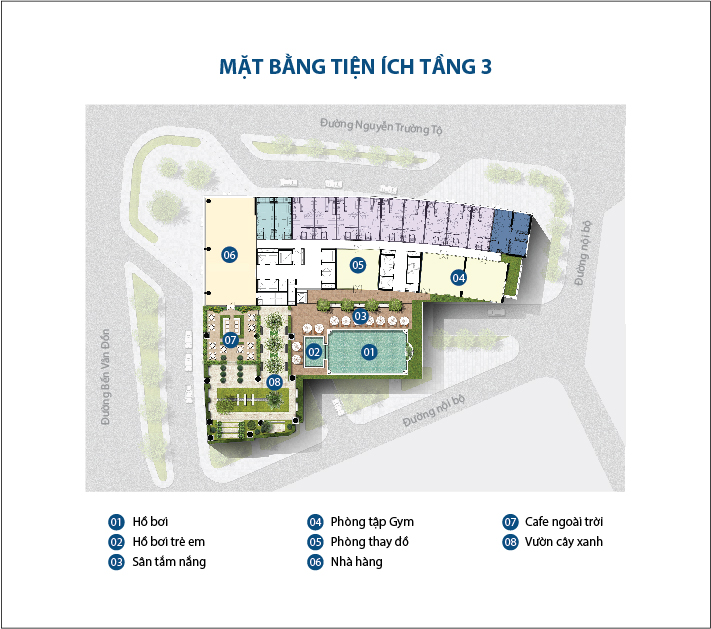 MẶT BẰNG TIỆN ÍCH TẦNG 3
Đường Nguyễn Trường Tộ
Đường nội bộ
Đường Bến Vân Đồn
Đường nội bộ
06
05
04
03
07
02
01
08
01 Hồ bơi
02 Hồ bơi trẻ em
03 Sân tắm nắng
04 Phòng tập Gym
05 Phòng thay đồ
06 Nhà hàng
07 Cafe ngoài trời
08 Vườn cây xanh